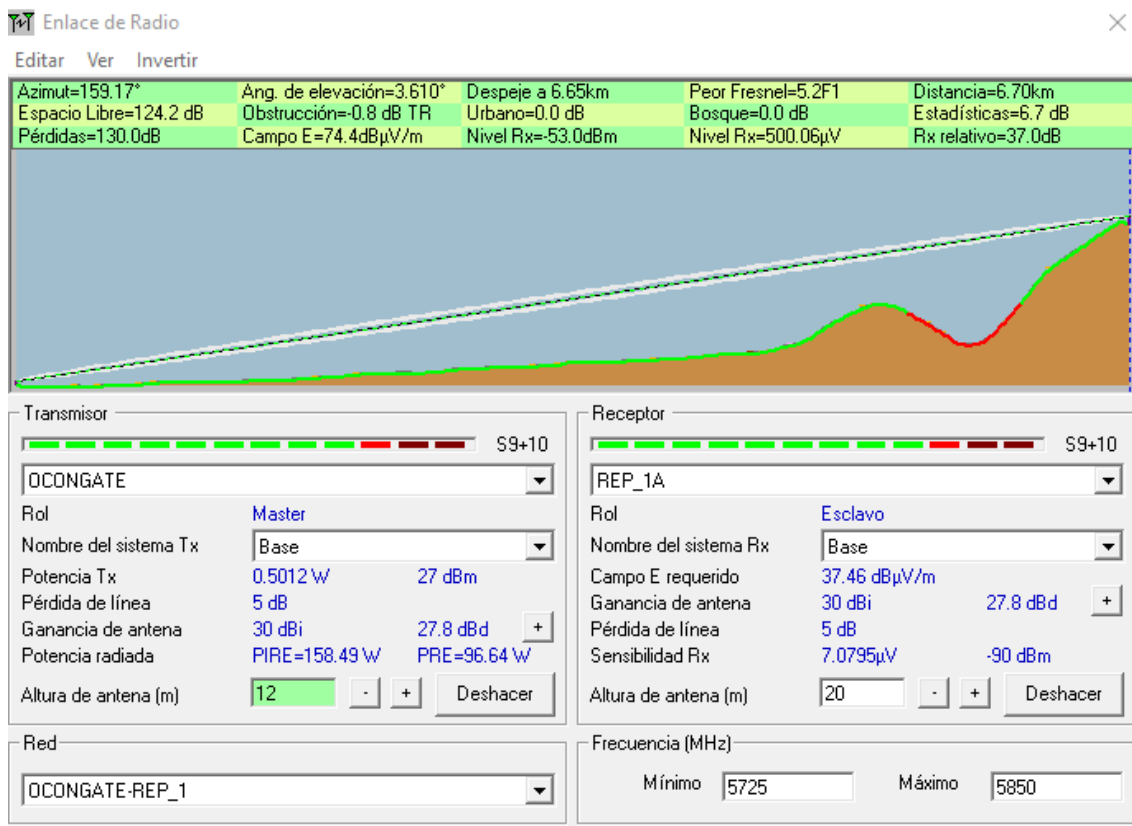 Enlace de Radio
Editar Ver Invertir
Azimut=159.17° Ang. de elevación=3.610° Despeje a 6.65km Peor Fresnel=5.2F1 Distancia=6.70km
Espacio Libre=124.2 dB Obstrucción=-0.8 dB TR Urbano=0.0 dB Bosque=0.0 dB Estadísticas=6.7 dB
Pérdidas=130.0dB Campo E=74.4dBµV/m Nivel Rx=-53.0dBm Nivel Rx=500.06µV Rx relativo=37.0dB
Transmisor
S9+10
OCONGATE
Rol Master
Nombre del sistema Tx Base
Potencia Tx 0.5012 W 27 dBm
Pérdida de línea 5 dB
Ganancia de antena 30 dBi 27.8 dBd +
Potencia radiada PIRE=158.49 W PRE=96.64 W
Altura de antena (m) 12 - + Deshacer
Receptor
S9+10
REP_1A
Rol Esclavo
Nombre del sistema Rx Base
Campo E requerido 37.46 dBµV/m
Ganancia de antena 30 dBi 27.8 dBd +
Pérdida de línea 5 dB
Sensibilidad Rx 7.0795µV -90 dBm
Altura de antena (m) 20 - + Deshacer
Red
OCONGATE-REP_1
Frecuencia (MHz)
Mínimo 5725 Máximo 5850